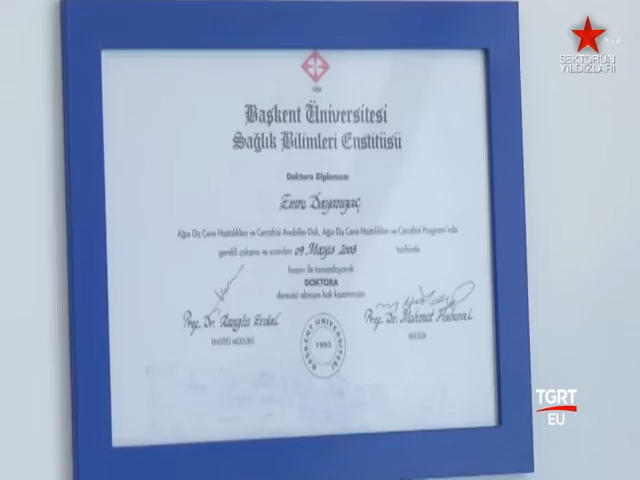 SEKTÖRÜN
YILDIZLARI
Başkent Üniversitesi
Sağlık Bilimleri Enstitüsü
Doktora Diploması
Emre Dayangaç
Ağız Diş Çene Hastalıkları ve Cerrahisi Anabilim Dalı, Ağız Diş Çene Hastalıkları ve Cerrahisi Programı'nda
gerekli çalışma ve sınavları 09 Mayıs 2008 tarihinde
başarı ile tamamlayarak
DOKTORA
derecesi almaya hak kazanmıştır.
Prof. Dr. Erdal
Prof. Dr. Mehmet Haberal
ENSTİTÜ MÜDÜRÜ
REKTÖR
BAŞKENT ÜNİVERSİTESİ
1993
TGRT
EU